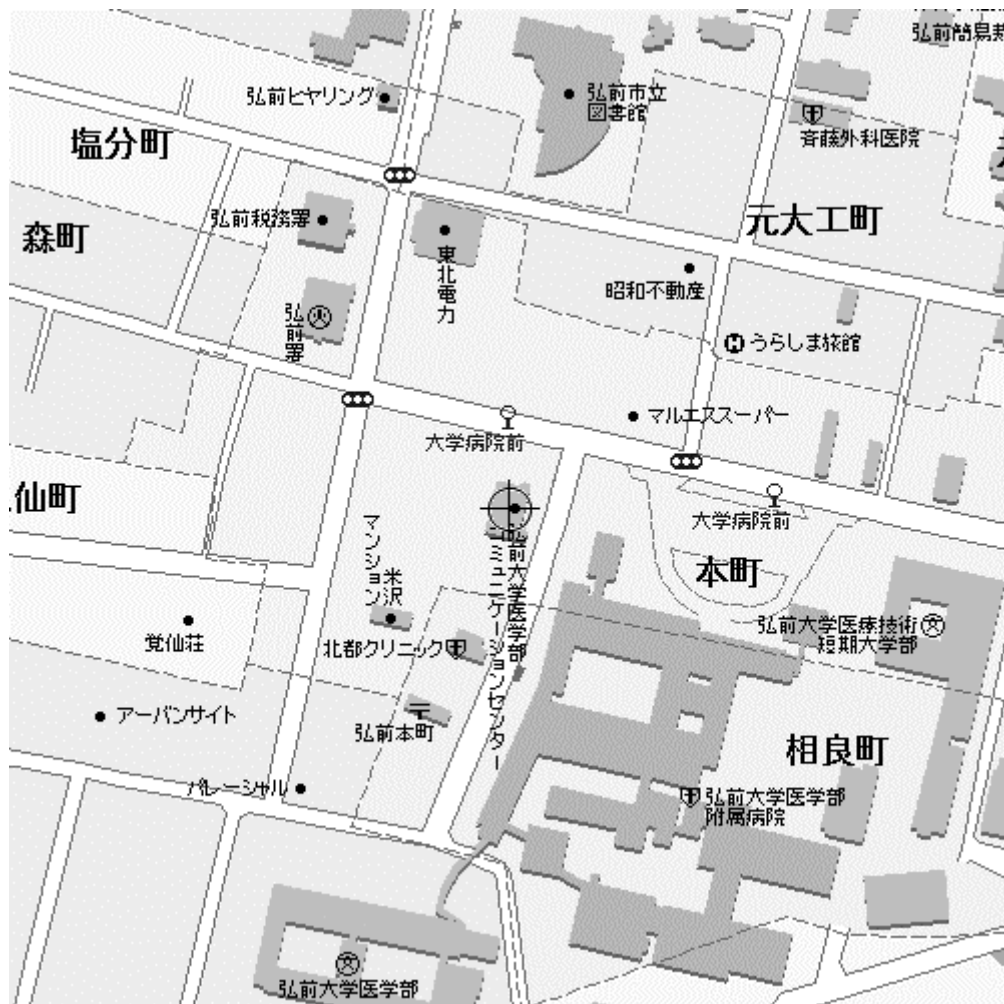 弘前簡易
弘前ヒヤリング
弘前市立
図書館
塩分町
斉藤外科医院
弘前税務署
元大工町
森町
東北電力
昭和不動産
弘前署
うらしま旅館
マルエススーパー
大学病院前
仙町
大学病院前
米沢
マンション
弘前大学医学部
コミュニケーションセンター
本町
覚仙荘
北都クリニック
弘前大学医療技術
短期大学部
アーバンサイト
弘前本町
相良町
パレーシャル
弘前大学医学部
附属病院
弘前大学医学部